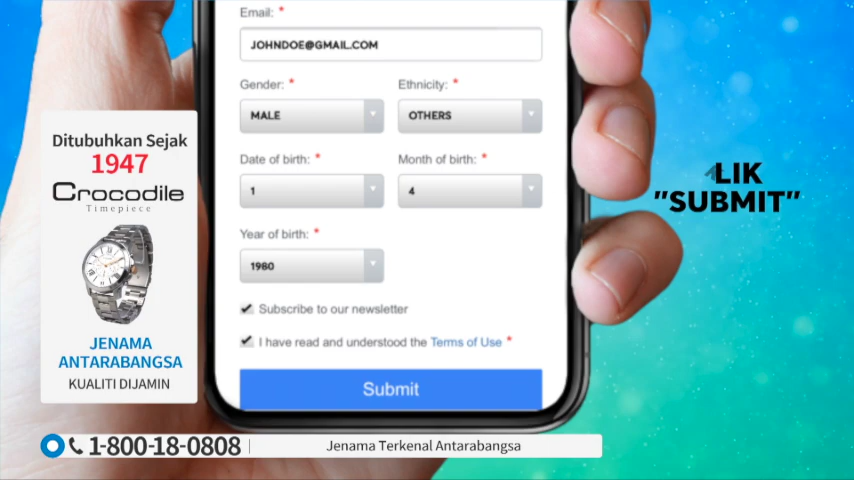 Email: *
JOHNDOE@GMAIL.COM
Gender: * Ethnicity: *
MALE OTHERS
Date of birth: * Month of birth: *
1 4
Year of birth: *
1980
Subscribe to our newsletter
I have read and understood the Terms of Use *
Submit
Ditubuhkan Sejak
1947
Crocodile
Timepiece
JENAMA
ANTARABANGSA
KUALITI DIJAMIN
LIK
"SUBMIT"
1-800-18-0808
Jenama Terkenal Antarabangsa